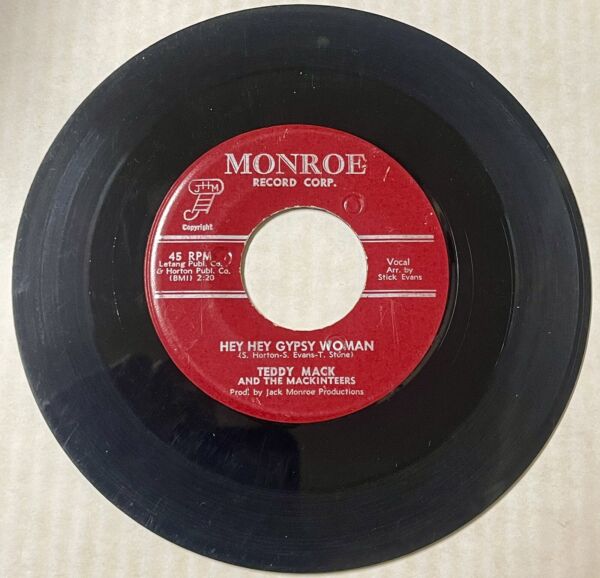 MONROE
RECORD CORP.
JHM
Copyright
45 RPM
Letang Publ. Co.
& Horton Publ. Co.
(BMI) 2:20
Vocal
Arr. by
Stick Evans
HEY HEY GYPSY WOMAN
(S. Horton-S. Evans-T. Stone)
TEDDY MACK
AND THE MACKINTEERS
Prod. by Jack Monroe Productions